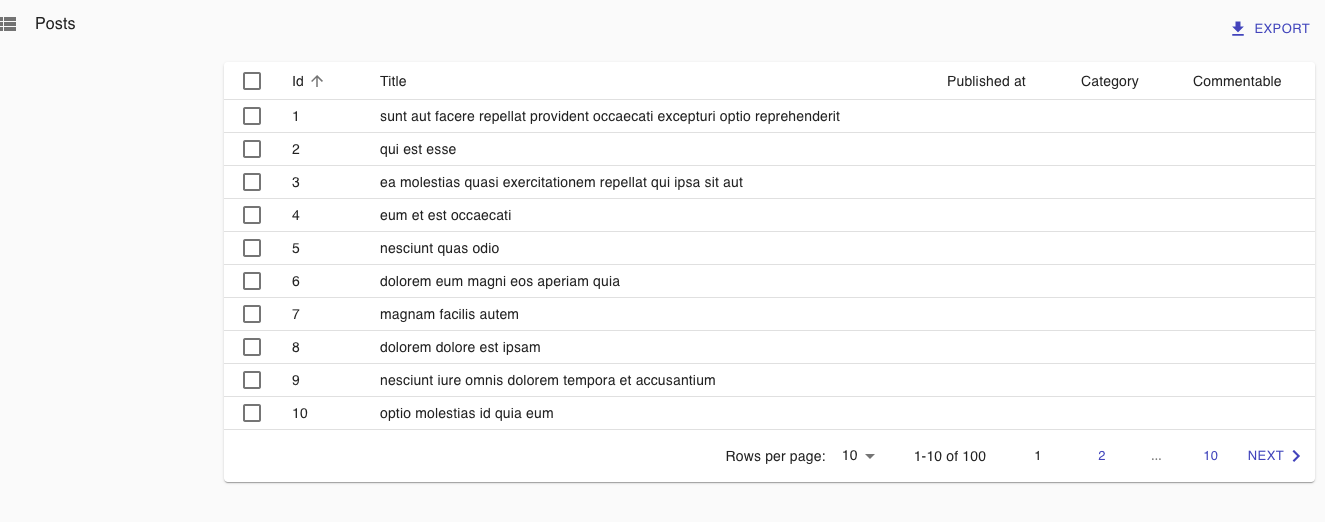 Posts
EXPORT
Id Title Published at Category Commentable
1 sunt aut facere repellat provident occaecati excepturi optio reprehenderit
2 qui est esse
3 ea molestias quasi exercitationem repellat qui ipsa sit aut
4 eum et est occaecati
5 nesciunt quas odio
6 dolorem eum magni eos aperiam quia
7 magnam facilis autem
8 dolorem dolore est ipsam
9 nesciunt iure omnis dolorem tempora et accusantium
10 optio molestias id quia eum
Rows per page: 10 1-10 of 100 1 2 ... 10 NEXT